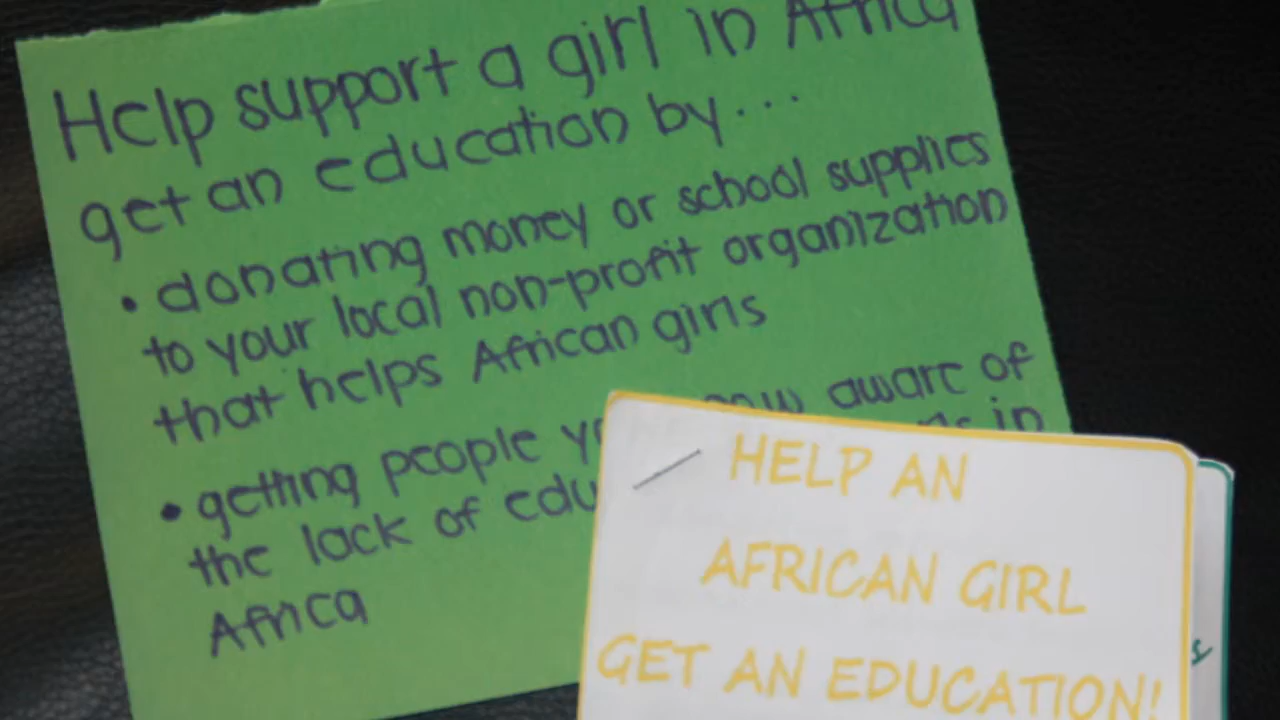 Help support a girl in Africa
get an education by...
• donating money or school supplies
to your local non-profit organization
that helps African girls
• getting people aware of
the lack of in
Africa
HELP AN
AFRICAN GIRL
GET AN EDUCATION!